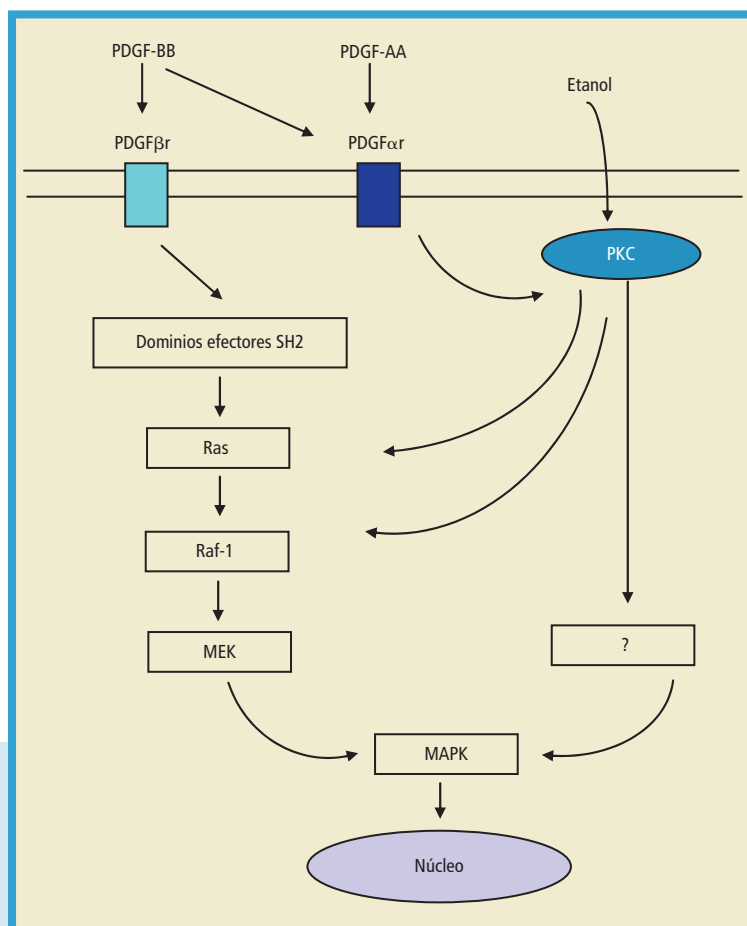 PDGF-BB
PDGF-AA
Etanol
PDGFβr
PDGFαr
PKC
Dominios efectores SH2
Ras
Raf-1
MEK
?
MAPK
Núcleo